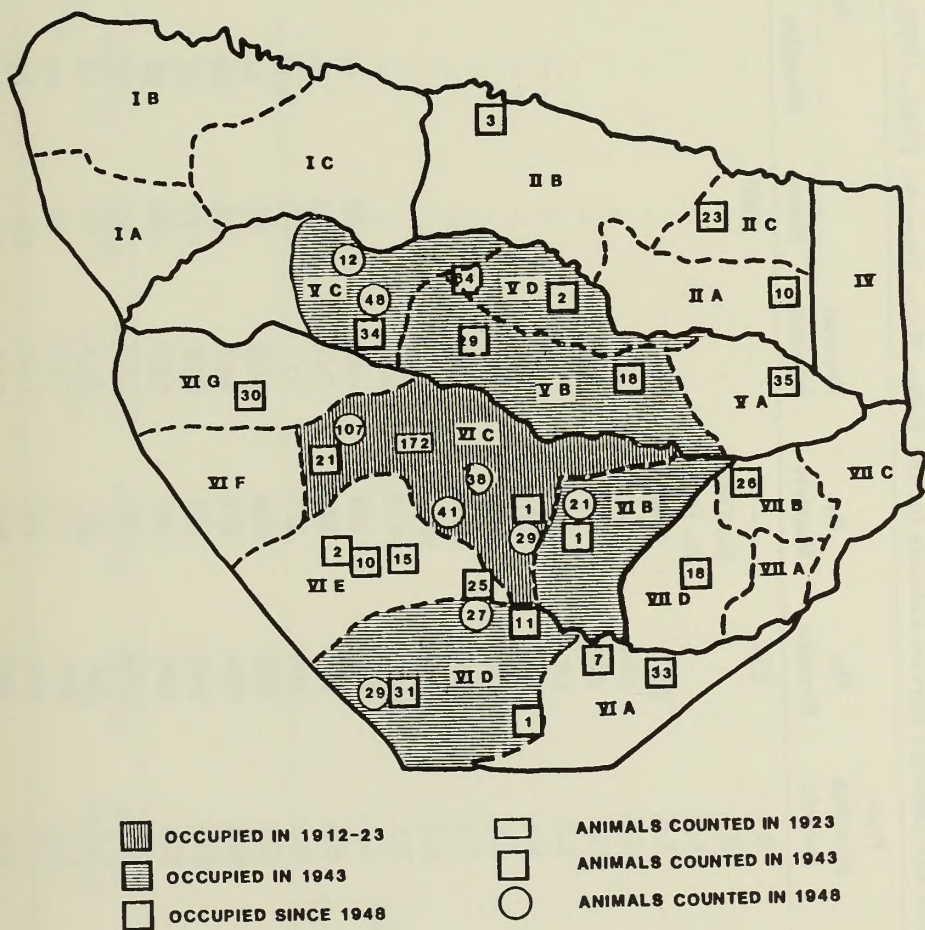 I B
I C
3
II B
23
II C
I A
12
V C
V D
II A
10
IV
48
2
34
29
V B
18
35
V A
VI G
30
107
172
VI C
21
38
26
VII C
VI F
41
1
21
VI B
VII B
29
1
2
10
15
VI E
25
18
VII D
VII A
27
11
VI D
7
33
29
31
VI A
1
OCCUPIED IN 1912-23
OCCUPIED IN 1943
OCCUPIED SINCE 1948
ANIMALS COUNTED IN 1923
ANIMALS COUNTED IN 1943
ANIMALS COUNTED IN 1948